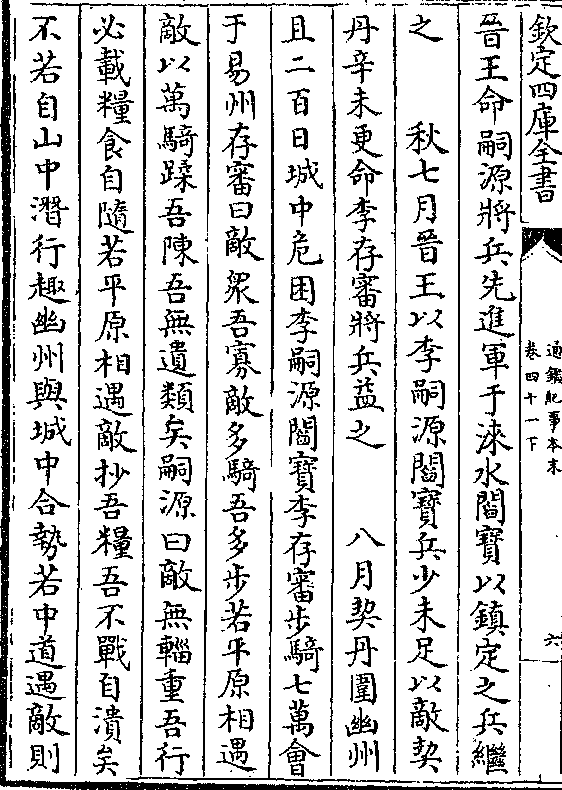 欽定四庫全書
通鑑紀事本末
卷四十一下
六
晉王命嗣源將兵先進軍于淶水閻寶以鎮定之兵繼
之　秋七月晉王以李嗣源閻寶兵少未足以敵契
丹辛未更命李存審將兵益之　八月契丹圍幽州
且二百日城中危困李嗣源閻寶李存審步騎七萬會
于易州存審曰敵衆吾寡敵多騎吾多步若平原相遇
敵以萬騎蹂吾陳吾無遺類矣嗣源曰敵無輜重吾行
必載糧食自隨若平原相遇敵抄吾糧吾不戰自潰矣
不若自山中潛行趣幽州與城中合勢若中道遇敵則